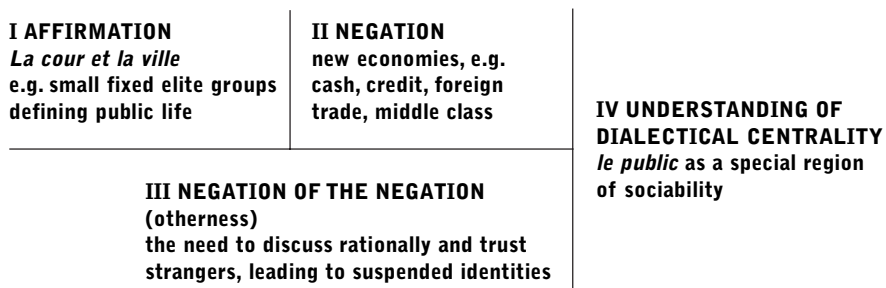 I AFFIRMATION
La cour et la ville
e.g. small fixed elite groups
defining public life
II NEGATION
new economies, e.g.
cash, credit, foreign
trade, middle class
III NEGATION OF THE NEGATION
(otherness)
the need to discuss rationally and trust
strangers, leading to suspended identities
IV UNDERSTANDING OF
DIALECTICAL CENTRALITY
le public as a special region
of sociability